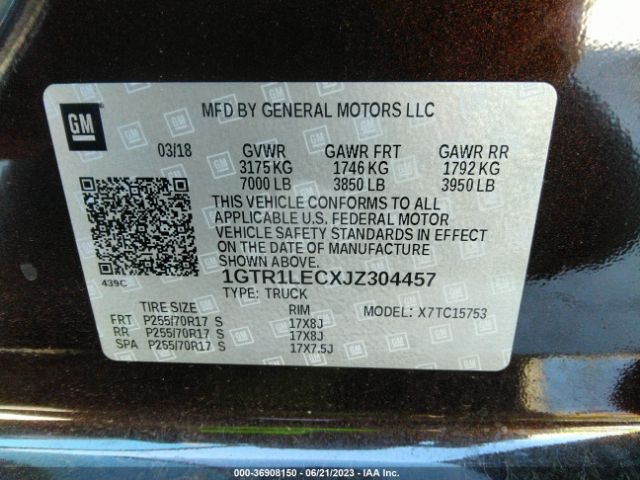 GM
MFD BY GENERAL MOTORS LLC
03/18 GVWR GAWR FRT GAWR RR
3175 KG 1746 KG 1792 KG
7000 LB 3850 LB 3950 LB
THIS VEHICLE CONFORMS TO ALL
APPLICABLE U.S. FEDERAL MOTOR
VEHICLE SAFETY STANDARDS IN EFFECT
ON THE DATE OF MANUFACTURE
SHOWN ABOVE.
439C 1GTR1LECXJZ304457
TYPE: TRUCK
TIRE SIZE RIM MODEL: X7TC15753
FRT P255/70R17 S 17X8J
RR P255/70R17 S 17X8J
SPA P265/70R17 S 17X7.5J
000-36908150 - 06/21/2023 - IAA Inc.